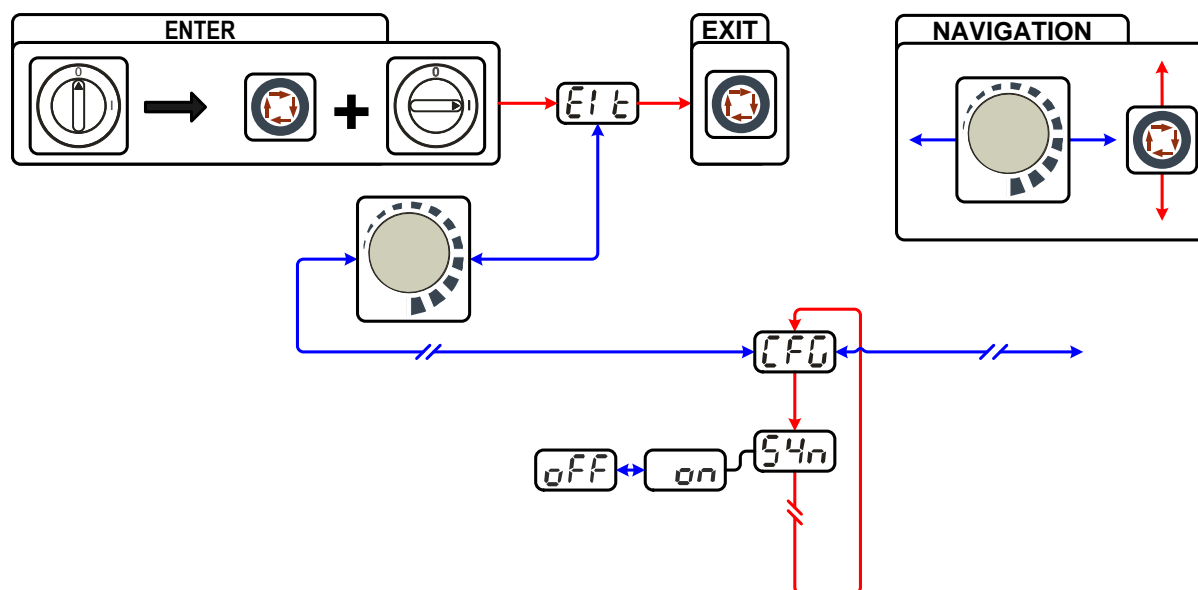 ENTER
EXIT
NAVIGATION
0
I
0
I
EIt
CFG
SYn
oFF
on